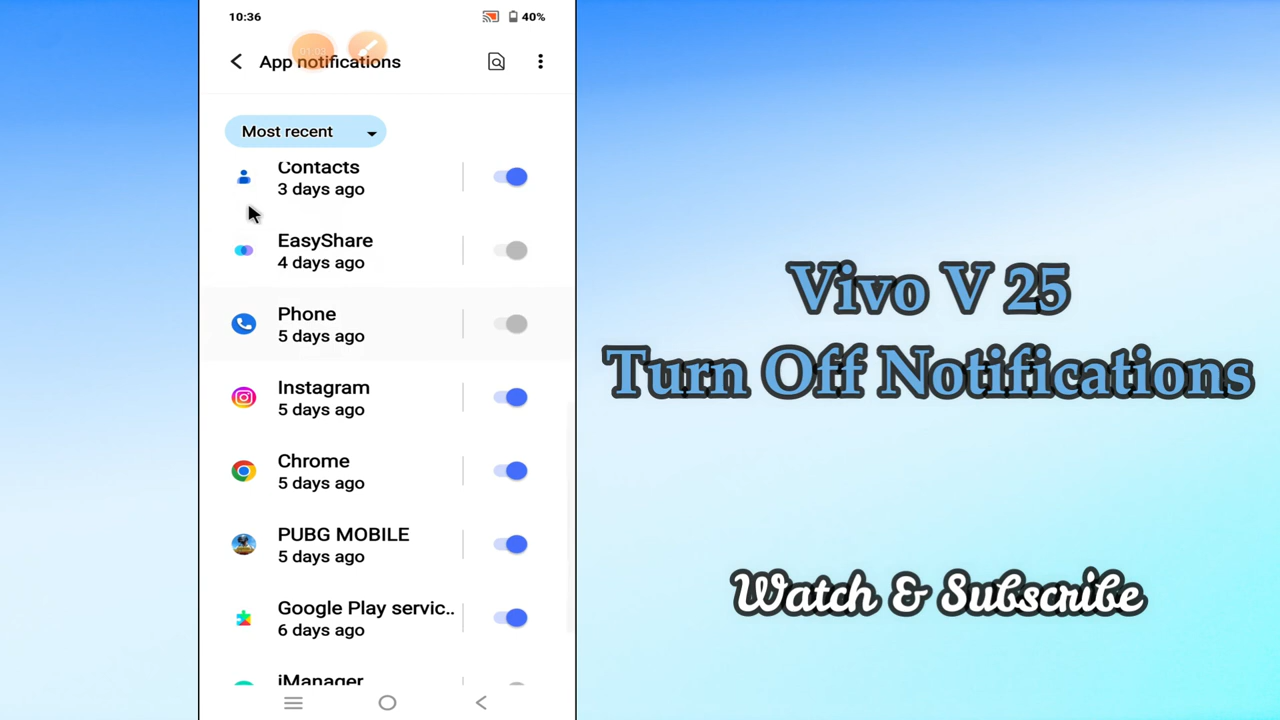 10:36
40%
01:03
App notifications
Most recent
Contacts
3 days ago
EasyShare
4 days ago
Phone
5 days ago
Instagram
5 days ago
Chrome
5 days ago
PUBG MOBILE
5 days ago
Google Play servic..
6 days ago
iManager
Vivo V 25
Turn Off Notifications
Watch & Subscribe